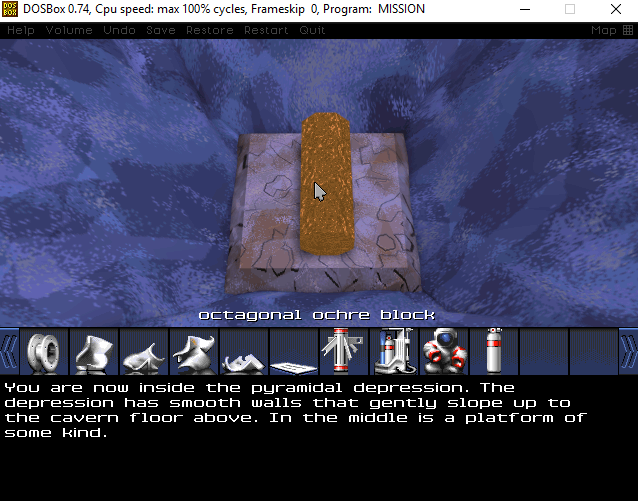 DOSBox 0.74, Cpu speed: max 100% cycles, Frameskip 0, Program: MISSION
Help Volume Undo Save Restore Restart Quit Map
octagonal ochre block
You are now inside the pyramidal depression. The
depression has smooth walls that gently slope up to
the cavern floor above. In the middle is a platform of
some kind.